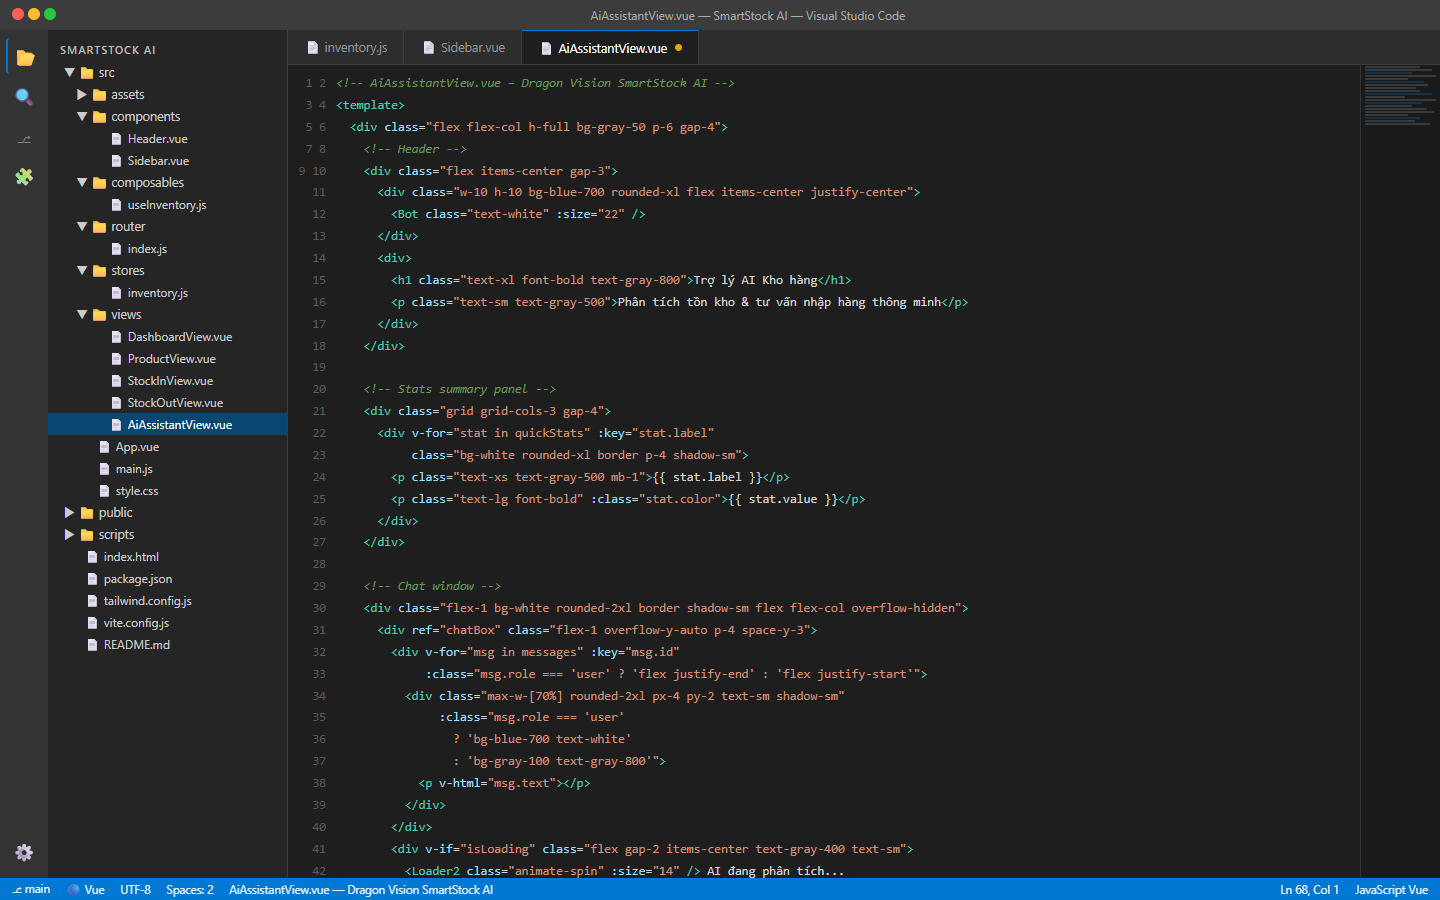 AiAssistantView.vue — SmartStock AI — Visual Studio Code
SMARTSTOCK AI
src
assets
components
Header.vue
Sidebar.vue
composables
useInventory.js
router
index.js
stores
inventory.js
views
DashboardView.vue
ProductView.vue
StockInView.vue
StockOutView.vue
AiAssistantView.vue
App.vue
main.js
style.css
public
scripts
index.html
package.json
tailwind.config.js
vite.config.js
README.md
inventory.js
Sidebar.vue
AiAssistantView.vue
1 2 <!-- AiAssistantView.vue – Dragon Vision SmartStock AI -->
3 4 <template>
5 6 <div class="flex flex-col h-full bg-gray-50 p-6 gap-4">
7 8 <!-- Header -->
9 10 <div class="flex items-center gap-3">
11 <div class="w-10 h-10 bg-blue-700 rounded-xl flex items-center justify-center">
12 <Bot class="text-white" :size="22" />
13 </div>
14 <div>
15 <h1 class="text-xl font-bold text-gray-800">Trợ lý AI Kho hàng</h1>
16 <p class="text-sm text-gray-500">Phân tích tồn kho & tư vấn nhập hàng thông minh</p>
17 </div>
18 </div>
19
20 <!-- Stats summary panel -->
21 <div class="grid grid-cols-3 gap-4">
22 <div v-for="stat in quickStats" :key="stat.label"
23 class="bg-white rounded-xl border p-4 shadow-sm">
24 <p class="text-xs text-gray-500 mb-1">{{ stat.label }}</p>
25 <p class="text-lg font-bold" :class="stat.color">{{ stat.value }}</p>
26 </div>
27 </div>
28
29 <!-- Chat window -->
30 <div class="flex-1 bg-white rounded-2xl border shadow-sm flex flex-col overflow-hidden">
31 <div ref="chatBox" class="flex-1 overflow-y-auto p-4 space-y-3">
32 <div v-for="msg in messages" :key="msg.id"
33 :class="msg.role === 'user' ? 'flex justify-end' : 'flex justify-start'">
34 <div class="max-w-[70%] rounded-2xl px-4 py-2 text-sm shadow-sm"
35 :class="msg.role === 'user'
36 ? 'bg-blue-700 text-white'
37 : 'bg-gray-100 text-gray-800'">
38 <p v-html="msg.text"></p>
39 </div>
40 </div>
41 <div v-if="isLoading" class="flex gap-2 items-center text-gray-400 text-sm">
42 <Loader2 class="animate-spin" :size="14" /> AI đang phân tích...
main Vue UTF-8 Spaces: 2 AiAssistantView.vue — Dragon Vision SmartStock AI Ln 68, Col 1 JavaScript Vue